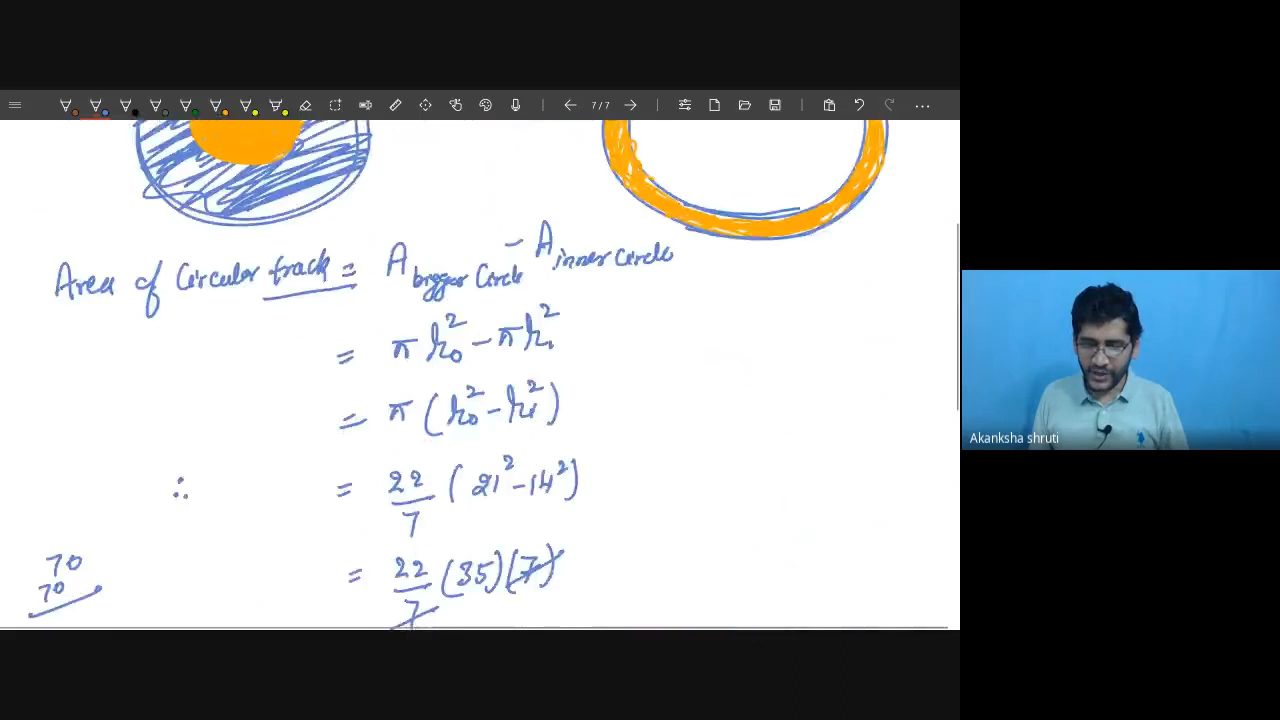 7/7
Area of Circular track = A bigger Circle - A inner Circle
= πr₀² - πrᵢ²
= π(r₀² - rᵢ²)
∴ = 22/7 (21² - 14²)
70
= 22/7 (35)(7)
70
Akanksha shruti